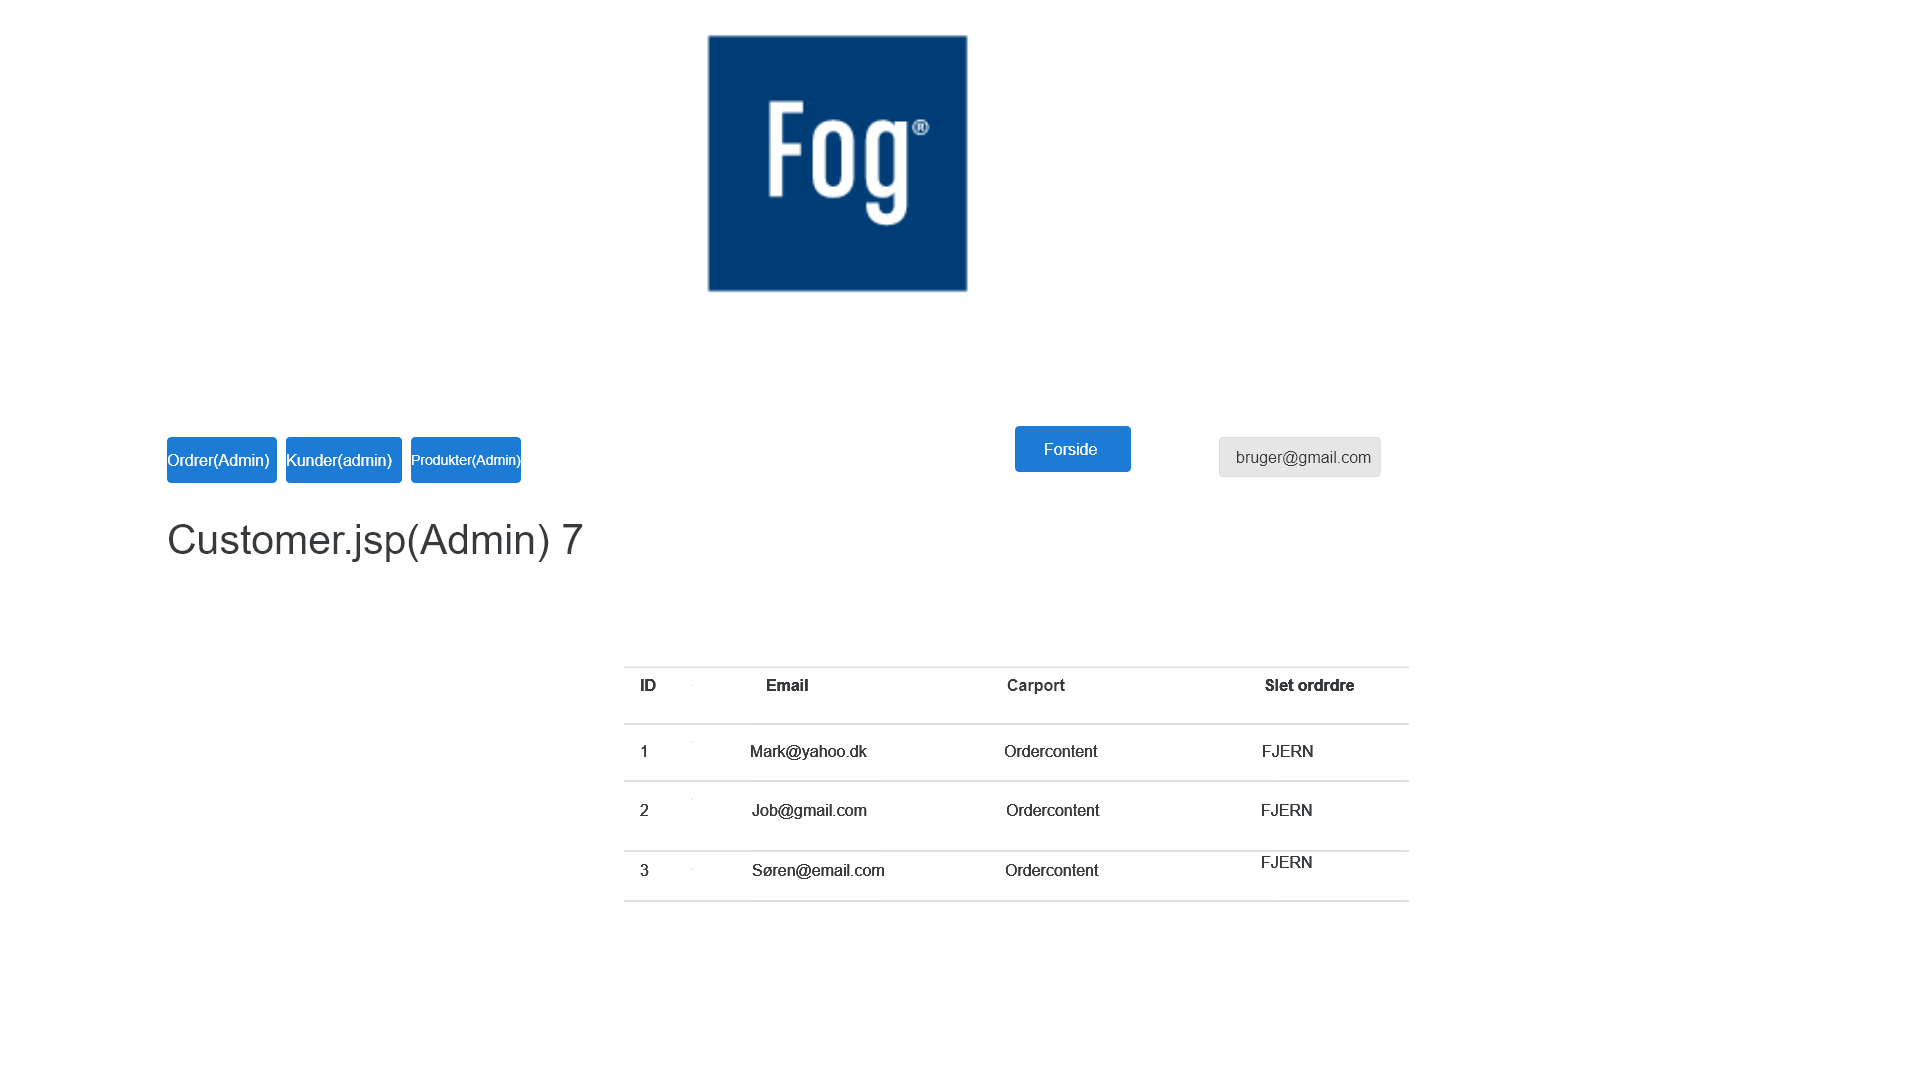 Fog®
Forside
Ordrer(Admin) Kunder(admin) Produkter(Admin) bruger@gmail.com
Customer.jsp(Admin) 7
ID Email Carport Slet ordrdre
1 Mark@yahoo.dk Ordercontent FJERN
2 Job@gmail.com Ordercontent FJERN
3 Søren@email.com Ordercontent FJERN